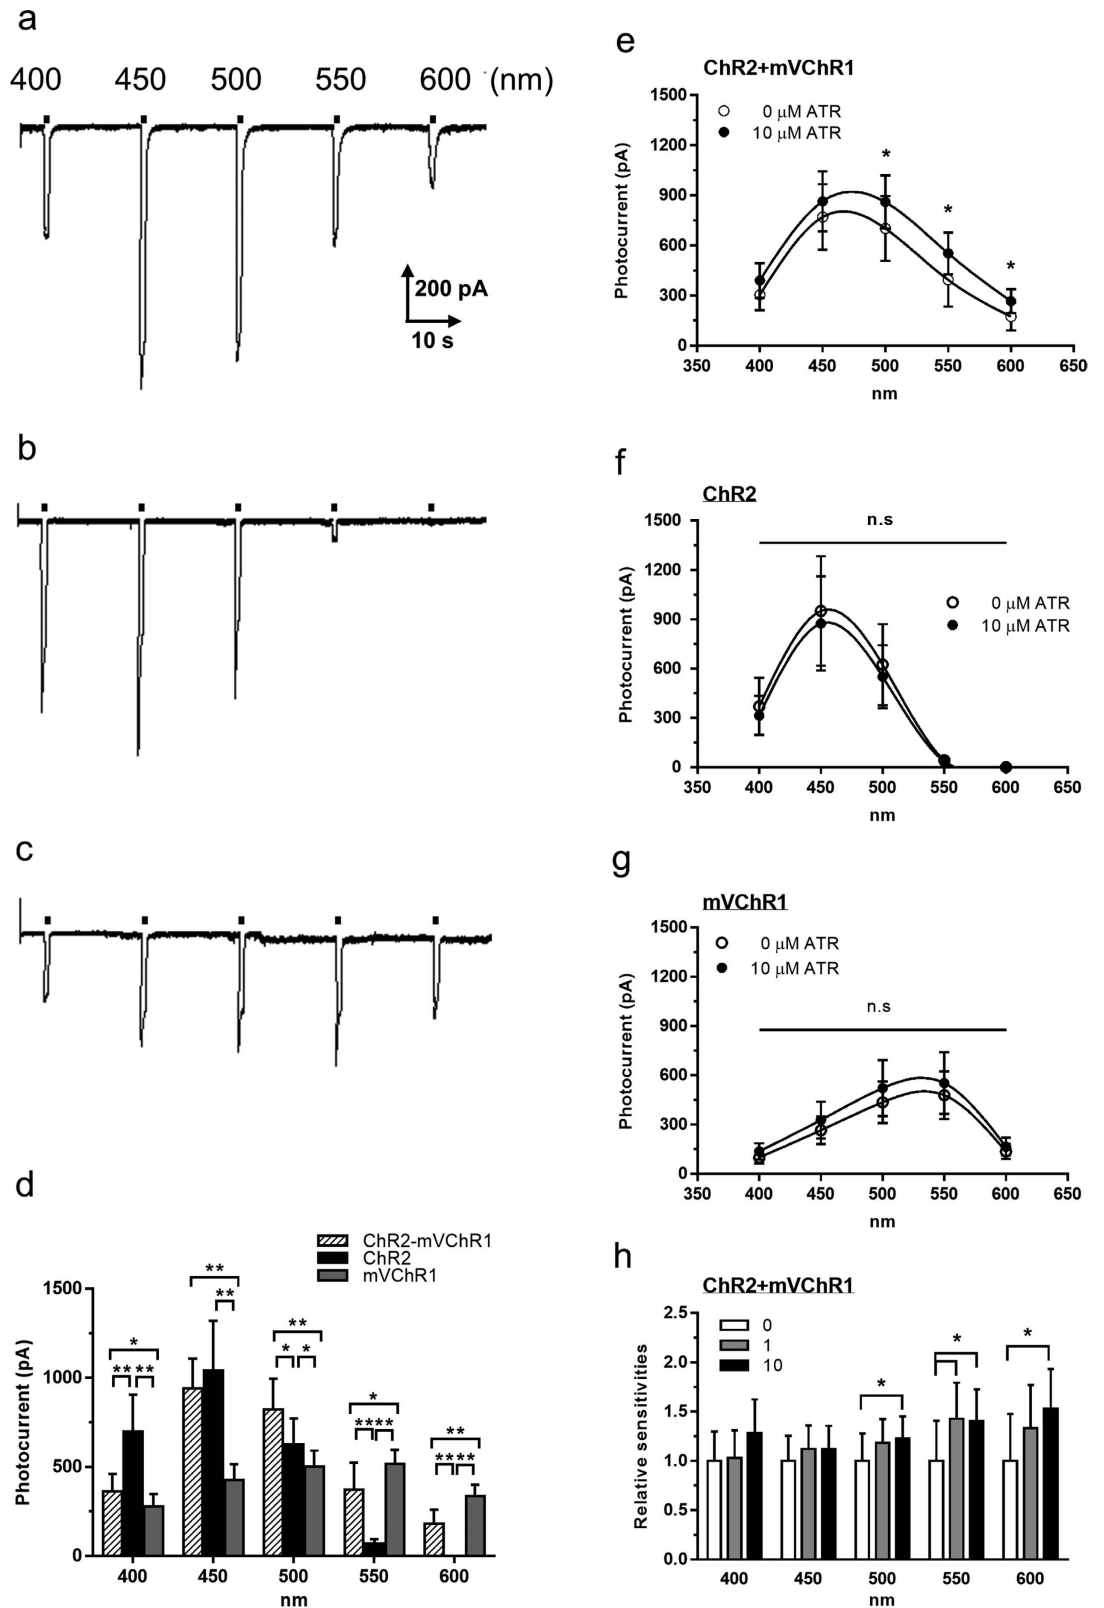 a
400 450 500 550 600 (nm)
200 pA
10 s
b
c
d
ChR2-mVChR1
ChR2
mVChR1
Photocurrent (pA)
1500
1000
500
0
* ** ** ** ** ** * * * ** ** ** ** ** **
400 450 500 550 600
nm
e
ChR2+mVChR1
0 μM ATR
10 μM ATR
Photocurrent (pA)
1500
1200
900
600
300
0
* * *
350 400 450 500 550 600 650
nm
f
ChR2
n.s
0 μM ATR
10 μM ATR
Photocurrent (pA)
1500
1200
900
600
300
0
350 400 450 500 550 600 650
nm
g
mVChR1
0 μM ATR
10 μM ATR
n.s
Photocurrent (pA)
1500
1200
900
600
300
0
350 400 450 500 550 600 650
nm
h
ChR2+mVChR1
0
1
10
Relative sensitivities
2.5
2.0
1.5
1.0
0.5
0.0
* * *
400 450 500 550 600
nm